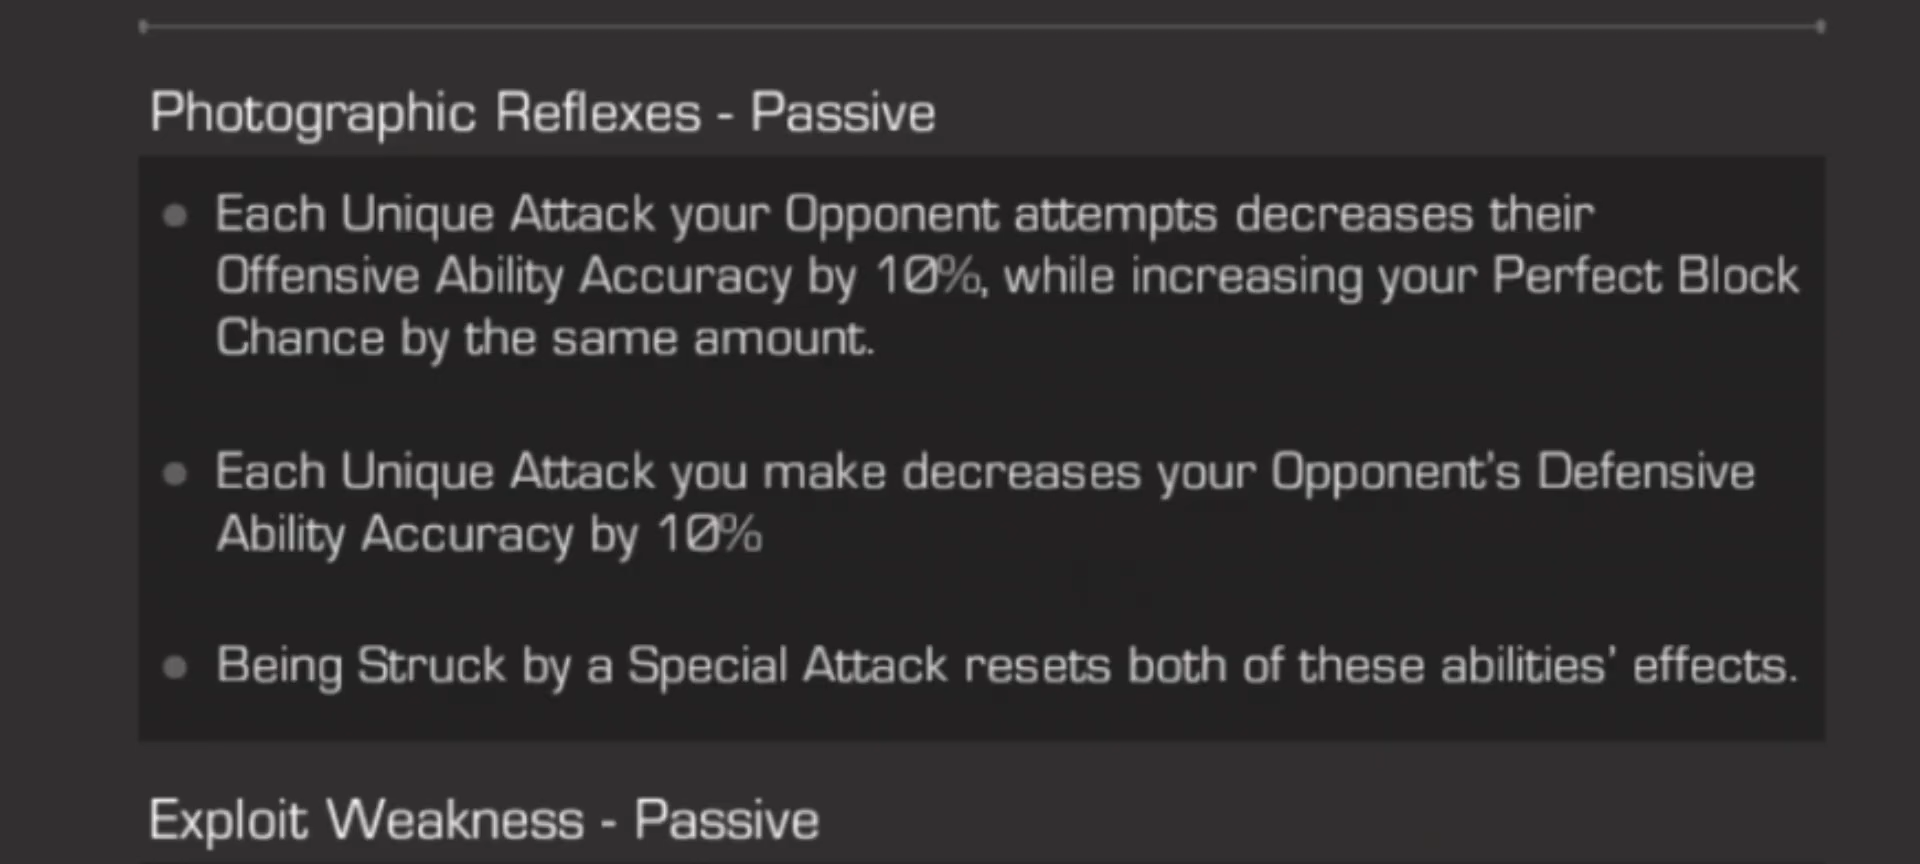 Photographic Reflexes - Passive
Each Unique Attack your Opponent attempts decreases their
Offensive Ability Accuracy by 10%, while increasing your Perfect Block
Chance by the same amount.
Each Unique Attack you make decreases your Opponent's Defensive
Ability Accuracy by 10%
Being Struck by a Special Attack resets both of these abilities' effects.
Exploit Weakness - Passive